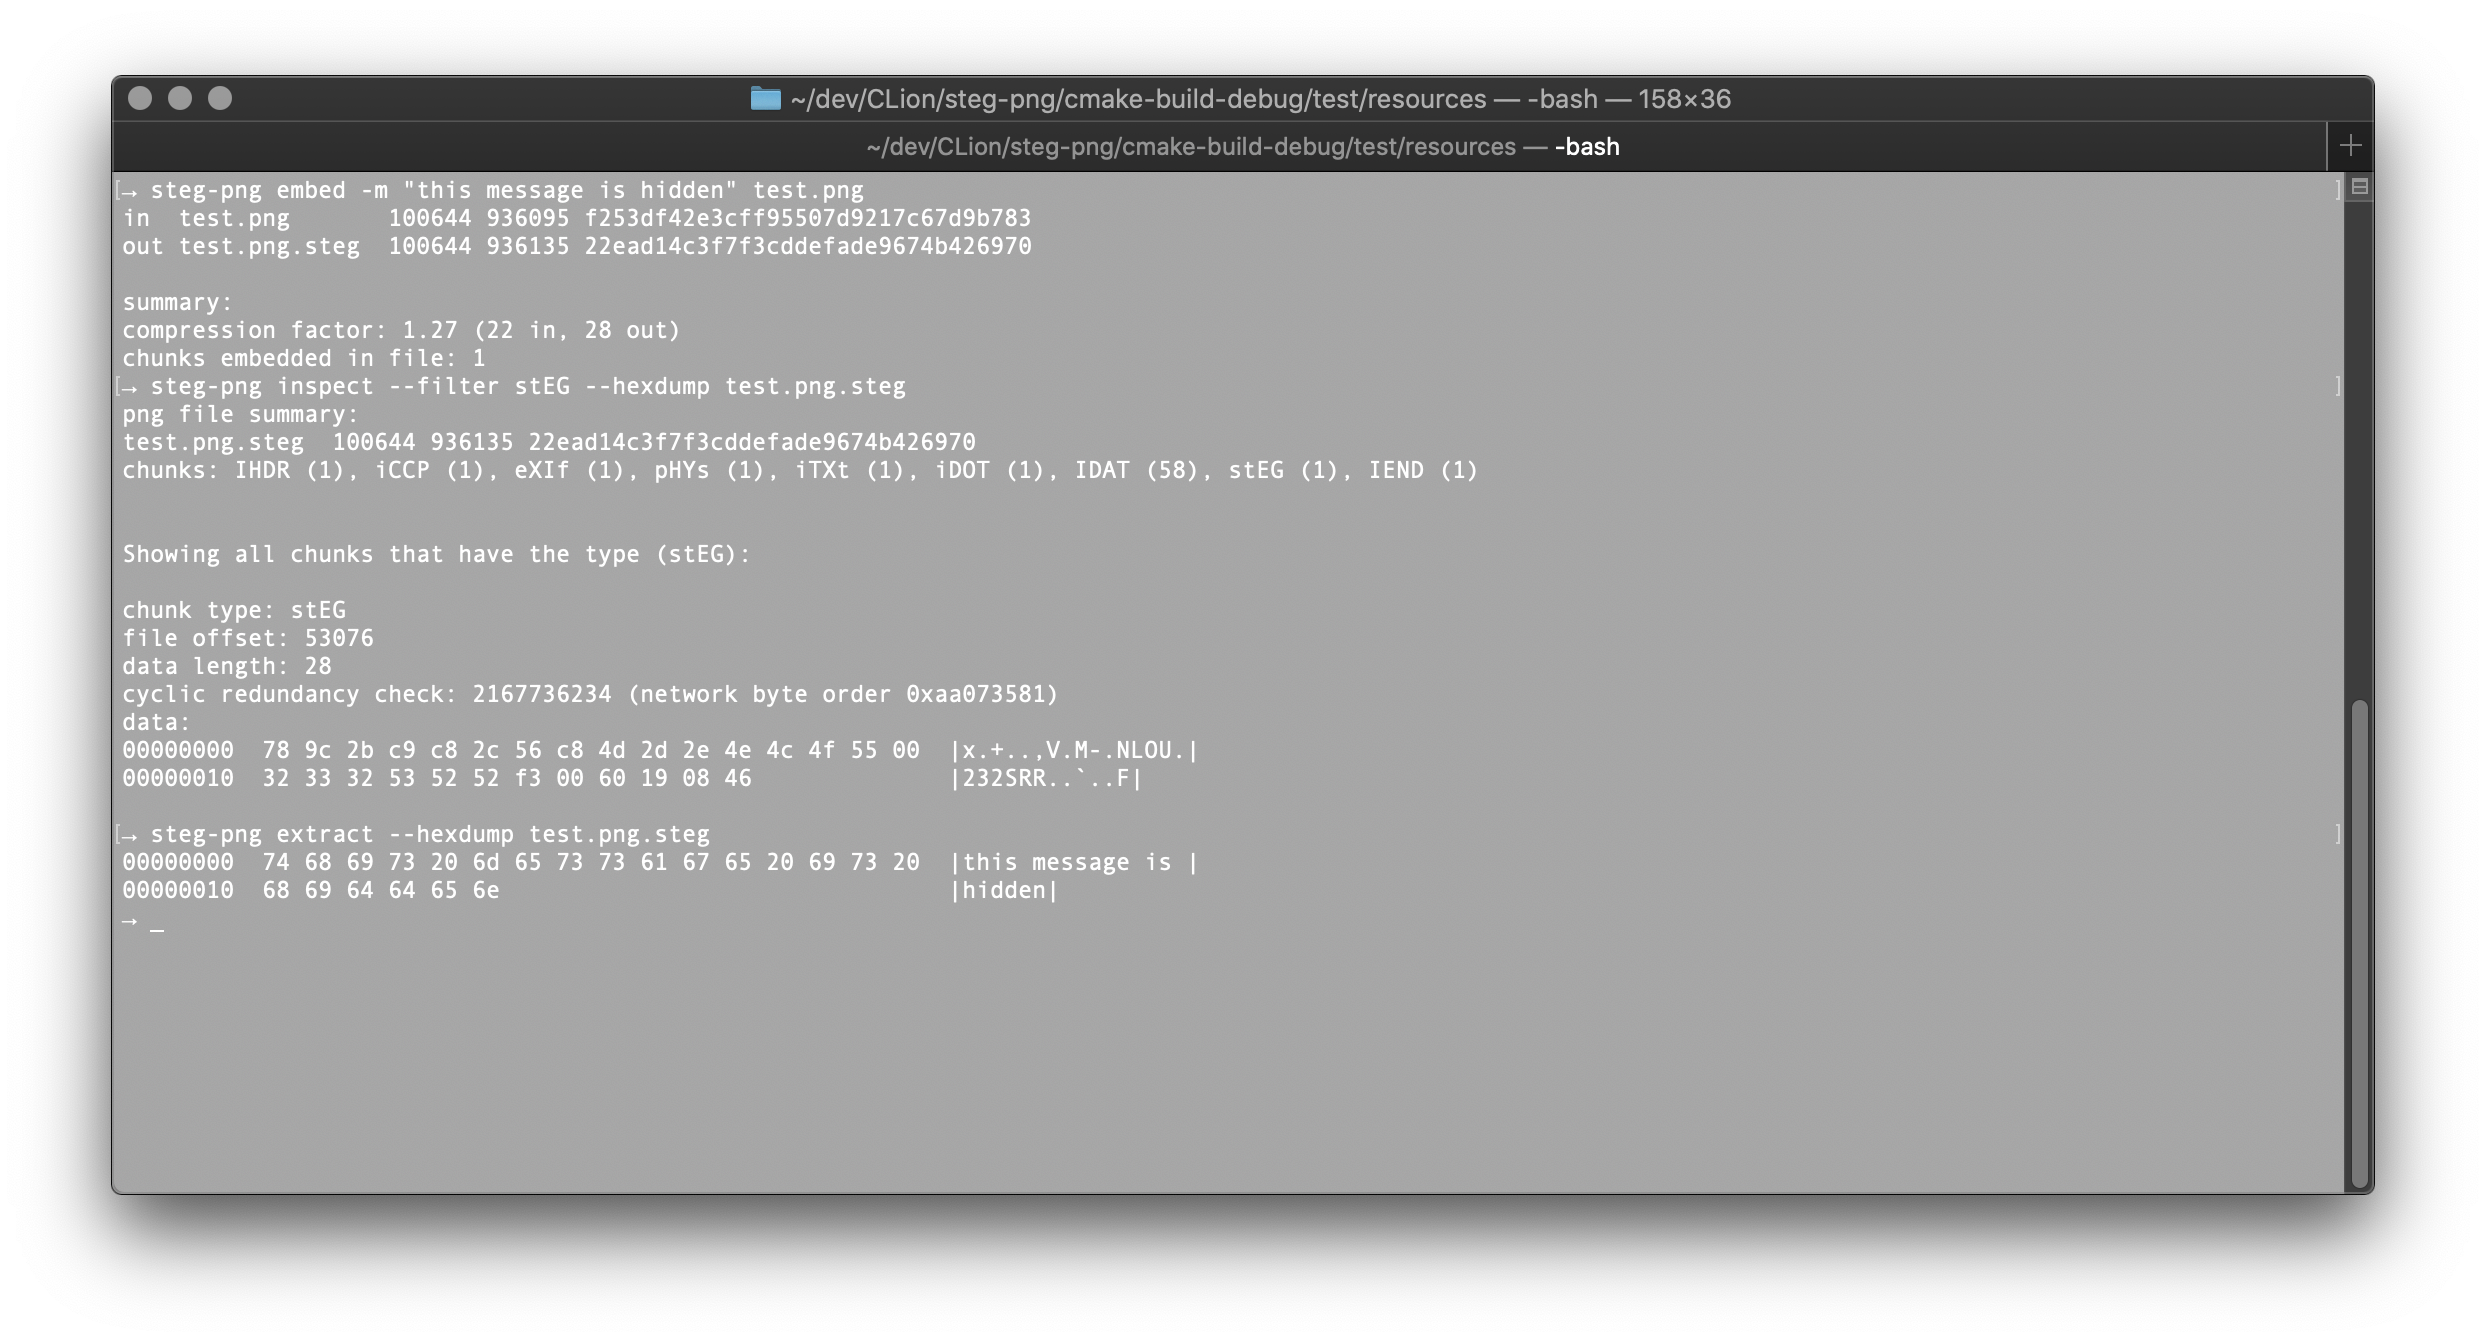 ~/dev/CLion/steg-png/cmake-build-debug/test/resources — -bash — 158×36
~/dev/CLion/steg-png/cmake-build-debug/test/resources — -bash
[→ steg-png embed -m "this message is hidden" test.png ]
in  test.png       100644 936095 f253df42e3cff95507d9217c67d9b783
out test.png.steg  100644 936135 22ead14c3f7f3cddefade9674b426970
summary:
compression factor: 1.27 (22 in, 28 out)
chunks embedded in file: 1
[→ steg-png inspect --filter stEG --hexdump test.png.steg ]
png file summary:
test.png.steg  100644 936135 22ead14c3f7f3cddefade9674b426970
chunks: IHDR (1), iCCP (1), eXIf (1), pHYs (1), iTXt (1), iDOT (1), IDAT (58), stEG (1), IEND (1)
Showing all chunks that have the type (stEG):
chunk type: stEG
file offset: 53076
data length: 28
cyclic redundancy check: 2167736234 (network byte order 0xaa073581)
data:
00000000  78 9c 2b c9 c8 2c 56 c8 4d 2d 2e 4e 4c 4f 55 00  |x.+..,V.M-.NLOU.|
00000010  32 33 32 53 52 52 f3 00 60 19 08 46              |232SRR..`..F|
[→ steg-png extract --hexdump test.png.steg ]
00000000  74 68 69 73 20 6d 65 73 73 61 67 65 20 69 73 20  |this message is |
00000010  68 69 64 64 65 6e                                |hidden|
→ _